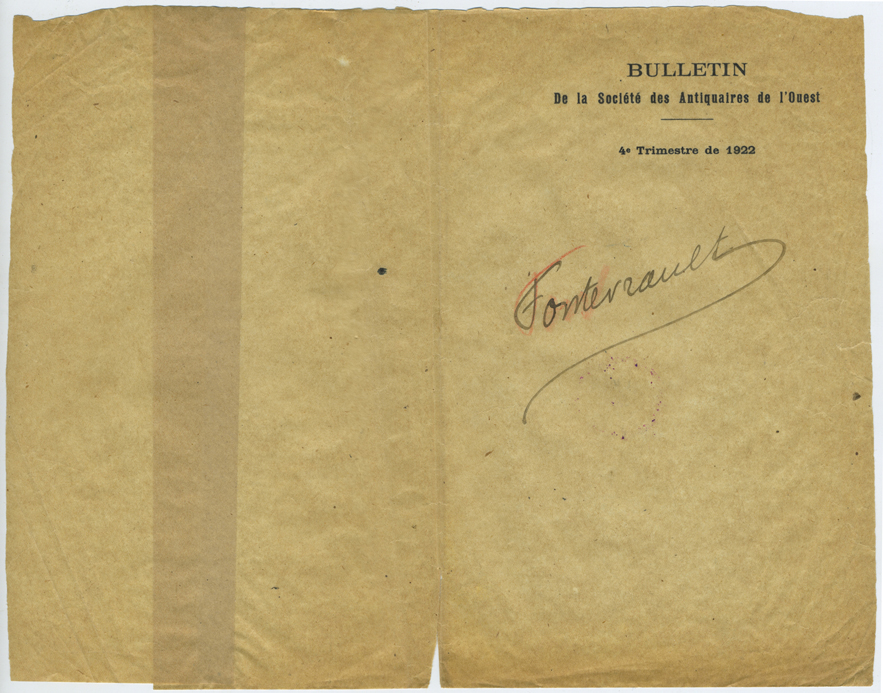 BULLETIN
De la Société des Antiquaires de l'Ouest
4e Trimestre de 1922
Fontevrault